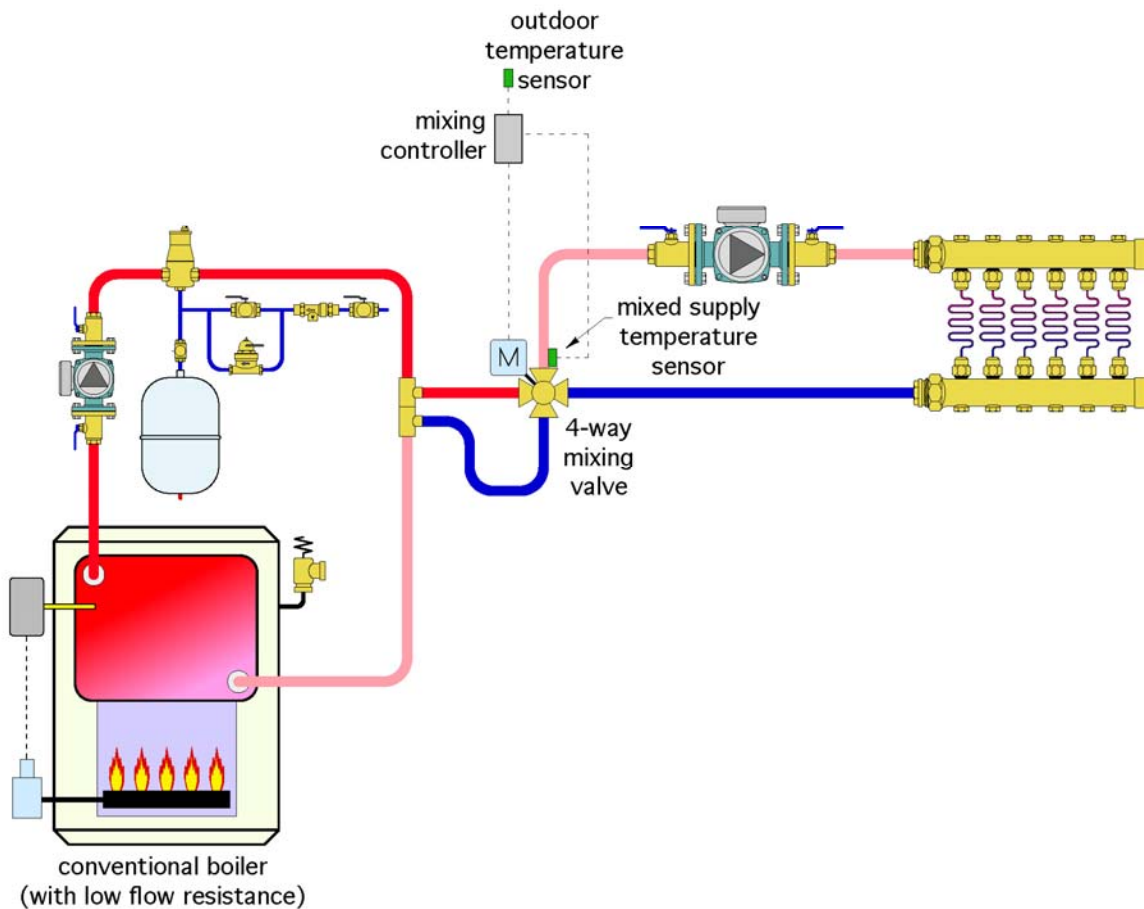 outdoor
temperature
sensor
mixing
controller
mixed supply
temperature
sensor
M
4-way
mixing
valve
conventional boiler
(with low flow resistance)